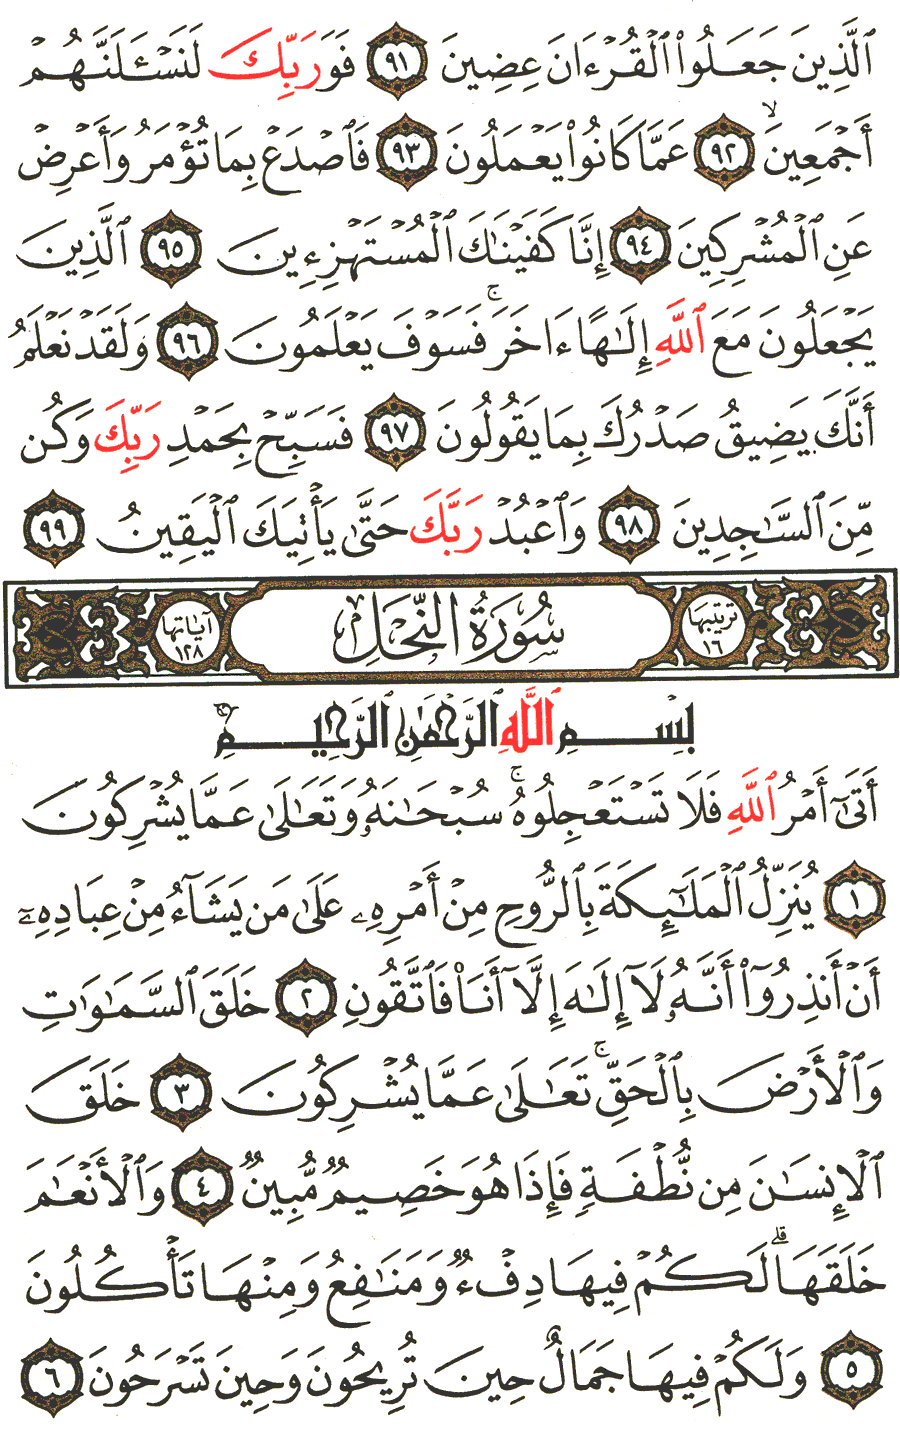 ٱلَّذِينَ جَعَلُوا۟ ٱلْقُرْءَانَ عِضِينَ ٩١ فَوَرَبِّكَ لَنَسْـَٔلَنَّهُمْ
أَجْمَعِينَ ۙ ٩٢ عَمَّا كَانُوا۟ يَعْمَلُونَ ٩٣ فَٱصْدَعْ بِمَا تُؤْمَرُ وَأَعْرِضْ
عَنِ ٱلْمُشْرِكِينَ ٩٤ إِنَّا كَفَيْنَـٰكَ ٱلْمُسْتَهْزِءِينَ ٩٥ ٱلَّذِينَ
يَجْعَلُونَ مَعَ ٱللَّهِ إِلَـٰهًا ءَاخَرَ ۚ فَسَوْفَ يَعْلَمُونَ ٩٦ وَلَقَدْ نَعْلَمُ
أَنَّكَ يَضِيقُ صَدْرُكَ بِمَا يَقُولُونَ ٩٧ فَسَبِّحْ بِحَمْدِ رَبِّكَ وَكُن
مِّنَ ٱلسَّـٰجِدِينَ ٩٨ وَٱعْبُدْ رَبَّكَ حَتَّىٰ يَأْتِيَكَ ٱلْيَقِينُ ٩٩
ترتيبها ١٦ سُورَةُ النَّحْلِ آياتها ١٢٨
بِسْمِ ٱللَّهِ ٱلرَّحْمَـٰنِ ٱلرَّحِيمِ
أَتَىٰٓ أَمْرُ ٱللَّهِ فَلَا تَسْتَعْجِلُوهُ ۚ سُبْحَـٰنَهُۥ وَتَعَـٰلَىٰ عَمَّا يُشْرِكُونَ
١ يُنَزِّلُ ٱلْمَلَـٰٓئِكَةَ بِٱلرُّوحِ مِنْ أَمْرِهِۦ عَلَىٰ مَن يَشَآءُ مِنْ عِبَادِهِۦٓ
أَنْ أَنذِرُوٓا۟ أَنَّهُۥ لَآ إِلَـٰهَ إِلَّآ أَنَا۠ فَٱتَّقُونِ ٢ خَلَقَ ٱلسَّمَـٰوَٰتِ
وَٱلْأَرْضَ بِٱلْحَقِّ ۚ تَعَـٰلَىٰ عَمَّا يُشْرِكُونَ ٣ خَلَقَ
ٱلْإِنسَـٰنَ مِن نُّطْفَةٍ فَإِذَا هُوَ خَصِيمٌ مُّبِينٌ ٤ وَٱلْأَنْعَـٰمَ
خَلَقَهَا ۗ لَكُمْ فِيهَا دِفْءٌ وَمَنَـٰفِعُ وَمِنْهَا تَأْكُلُونَ
٥ وَلَكُمْ فِيهَا جَمَالٌ حِينَ تُرِيحُونَ وَحِينَ تَسْرَحُونَ ٦